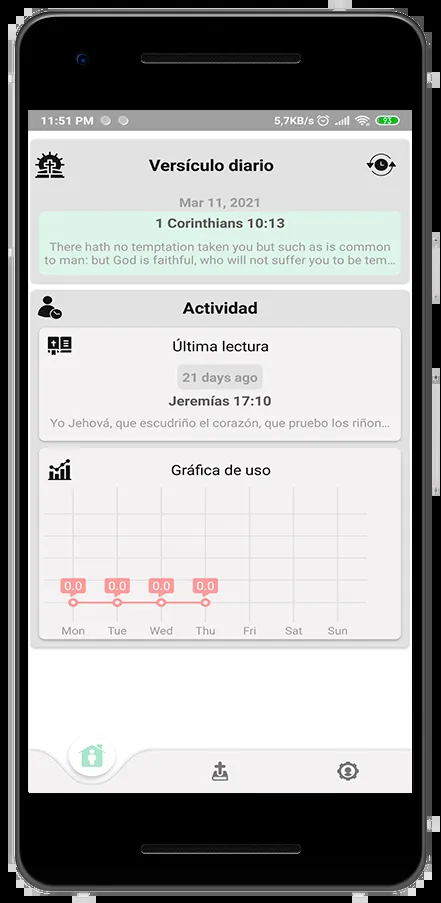 11:51 PM 5,7KB/s 93
Versículo diario
Mar 11, 2021
1 Corinthians 10:13
There hath no temptation taken you but such as is common
to man: but God is faithful, who will not suffer you to be tem…
Actividad
Última lectura
21 days ago
Jeremías 17:10
Yo Jehová, que escudriño el corazón, que pruebo los riñon…
Gráfica de uso
0.0 0.0 0.0 0.0
Mon Tue Wed Thu Fri Sat Sun